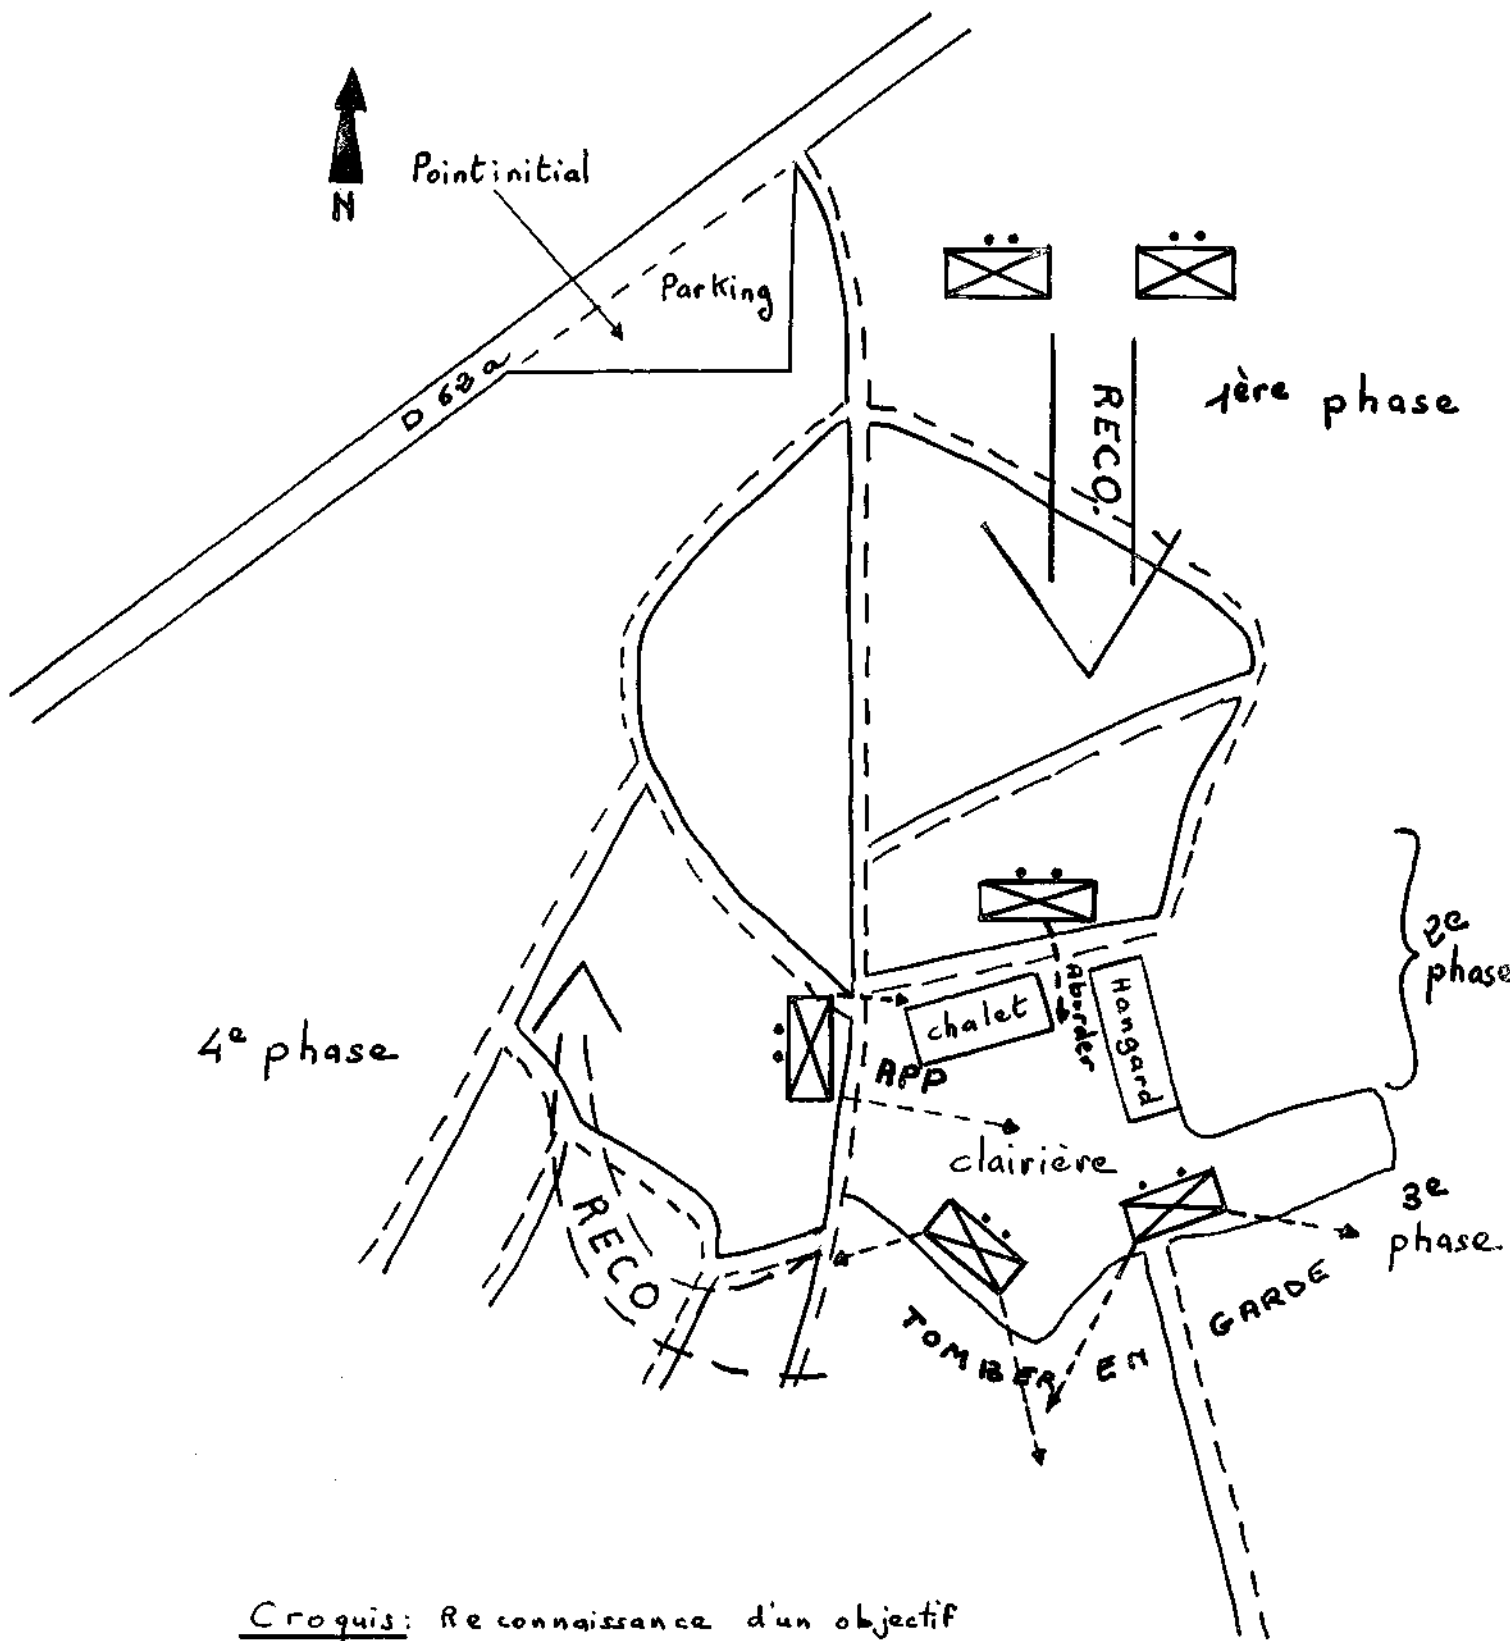 Point initial
N
Parking
D 62 a
RECO.
1ère phase
2e
phase
Aborder
Hangard
chalet
APP
4e phase
clairière
3e
phase.
RECO
TOMBER EN GARDE
Croquis: Reconnaissance d'un objectif